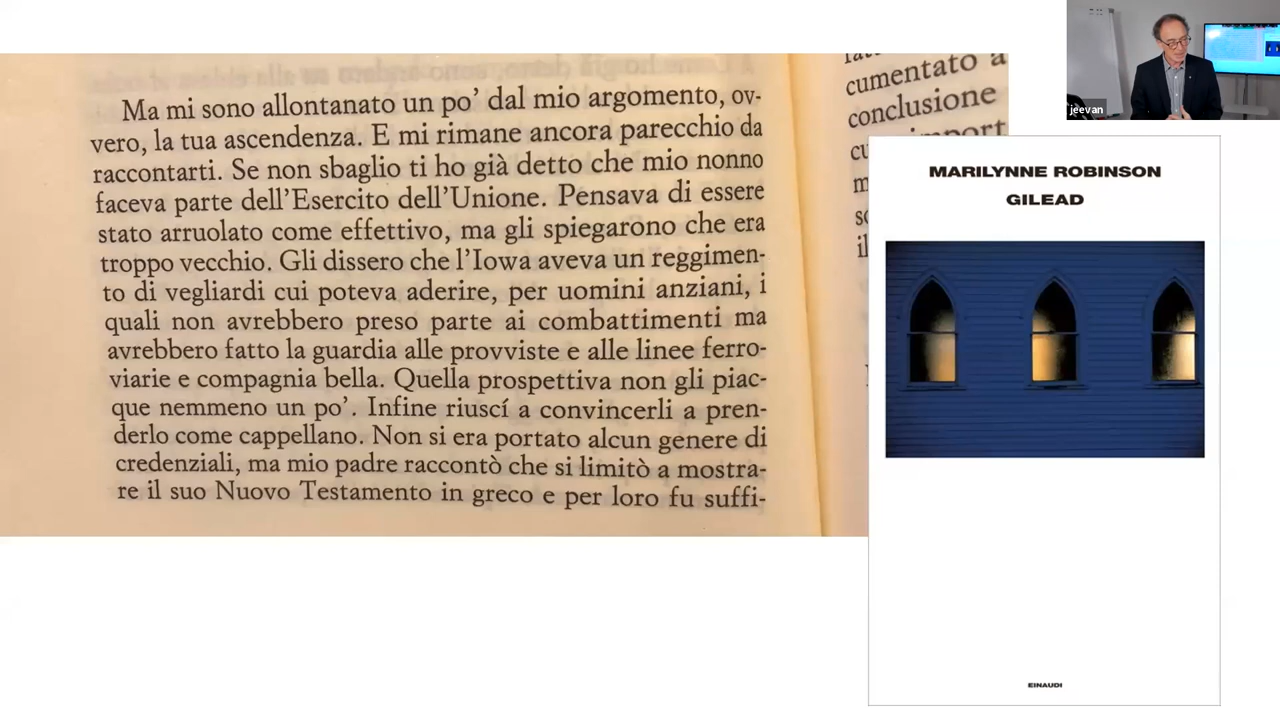 Ma mi sono allontanato un po’ dal mio argomento, ov-
vero, la tua ascendenza. E mi rimane ancora parecchio da
raccontarti. Se non sbaglio ti ho già detto che mio nonno
faceva parte dell’Esercito dell’Unione. Pensava di essere
stato arruolato come effettivo, ma gli spiegarono che era
troppo vecchio. Gli dissero che l’Iowa aveva un reggimen-
to di vegliardi cui poteva aderire, per uomini anziani, i
quali non avrebbero preso parte ai combattimenti ma
avrebbero fatto la guardia alle provviste e alle linee ferro-
viarie e compagnia bella. Quella prospettiva non gli piac-
que nemmeno un po’. Infine riuscí a convincerli a pren-
derlo come cappellano. Non si era portato alcun genere di
credenziali, ma mio padre raccontò che si limitò a mostra-
re il suo Nuovo Testamento in greco e per loro fu suffi-
cumentato a
conclusione
jeevan
MARILYNNE ROBINSON
GILEAD
EINAUDI